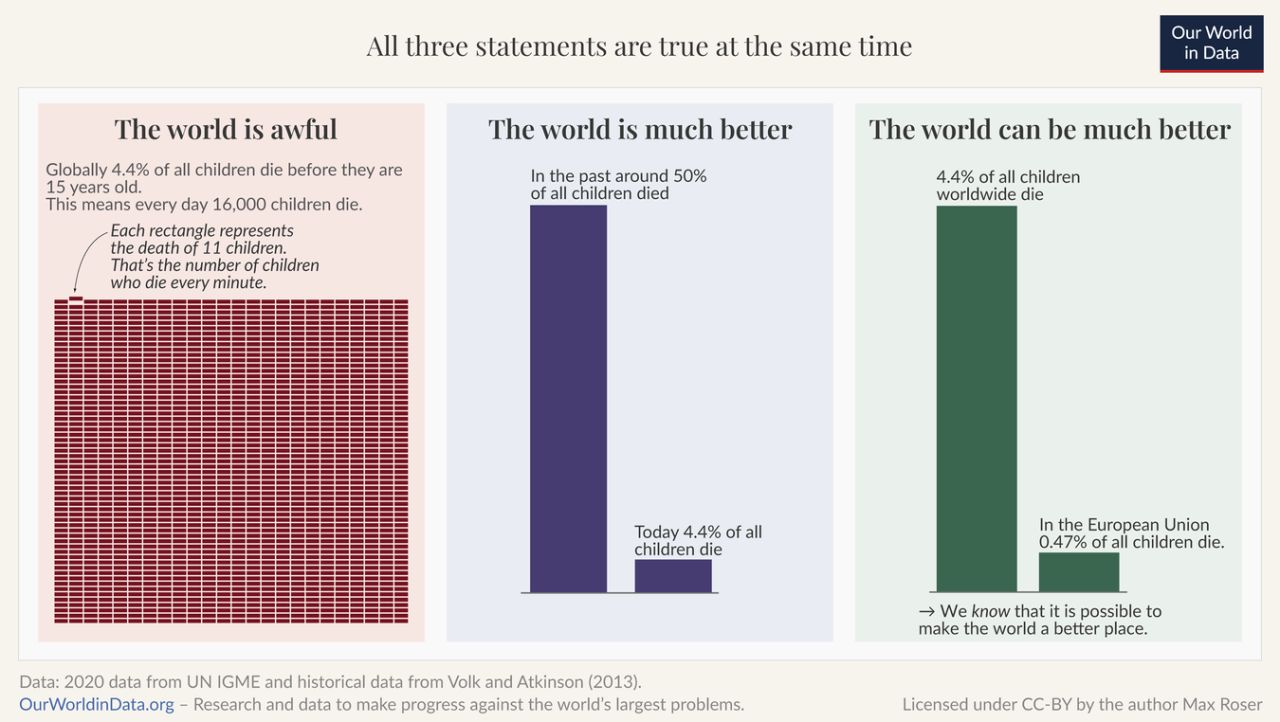 All three statements are true at the same time
Our World
in Data
The world is awful
Globally 4.4% of all children die before they are
15 years old.
This means every day 16,000 children die.
Each rectangle represents
the death of 11 children.
That's the number of children
who die every minute.
The world is much better
In the past around 50%
of all children died
Today 4.4% of all
children die
The world can be much better
4.4% of all children
worldwide die
In the European Union
0.47% of all children die.
→ We know that it is possible to
make the world a better place.
Data: 2020 data from UN IGME and historical data from Volk and Atkinson (2013).
OurWorldinData.org – Research and data to make progress against the world's largest problems.
Licensed under CC-BY by the author Max Roser